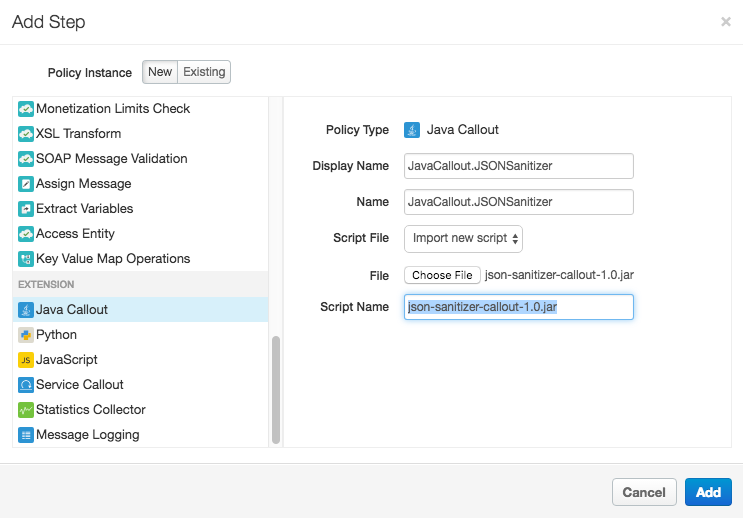 Add Step
×
Policy Instance New Existing
Monetization Limits Check
XSL Transform
SOAP Message Validation
Assign Message
Extract Variables
Access Entity
Key Value Map Operations
EXTENSION
Java Callout
Python
JS JavaScript
Service Callout
Statistics Collector
Message Logging
Policy Type Java Callout
Display Name JavaCallout.JSONSanitizer
Name JavaCallout.JSONSanitizer
Script File Import new script
File Choose File json-sanitizer-callout-1.0.jar
Script Name json-sanitizer-callout-1.0.jar
Cancel Add